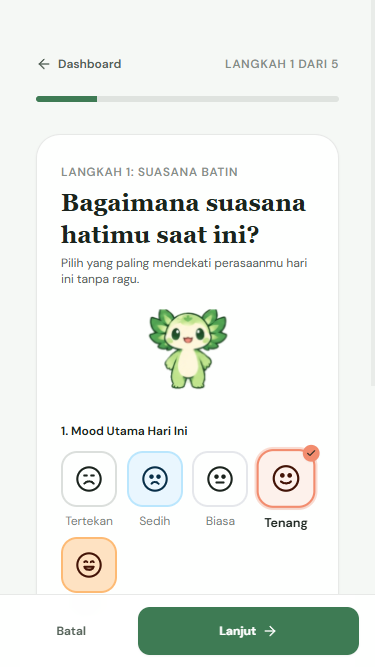 Dashboard
LANGKAH 1 DARI 5
LANGKAH 1: SUASANA BATIN
Bagaimana suasana
hatimu saat ini?
Pilih yang paling mendekati perasaanmu hari
ini tanpa ragu.
1. Mood Utama Hari Ini
Tertekan
Sedih
Biasa
Tenang
Batal
Lanjut